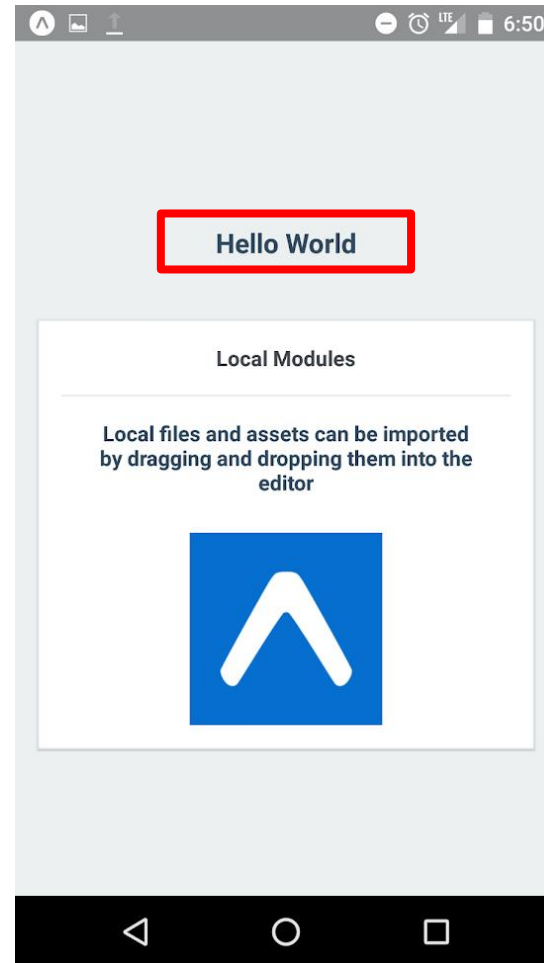 LTE 6:50
Hello World
Local Modules
Local files and assets can be imported
by dragging and dropping them into the
editor